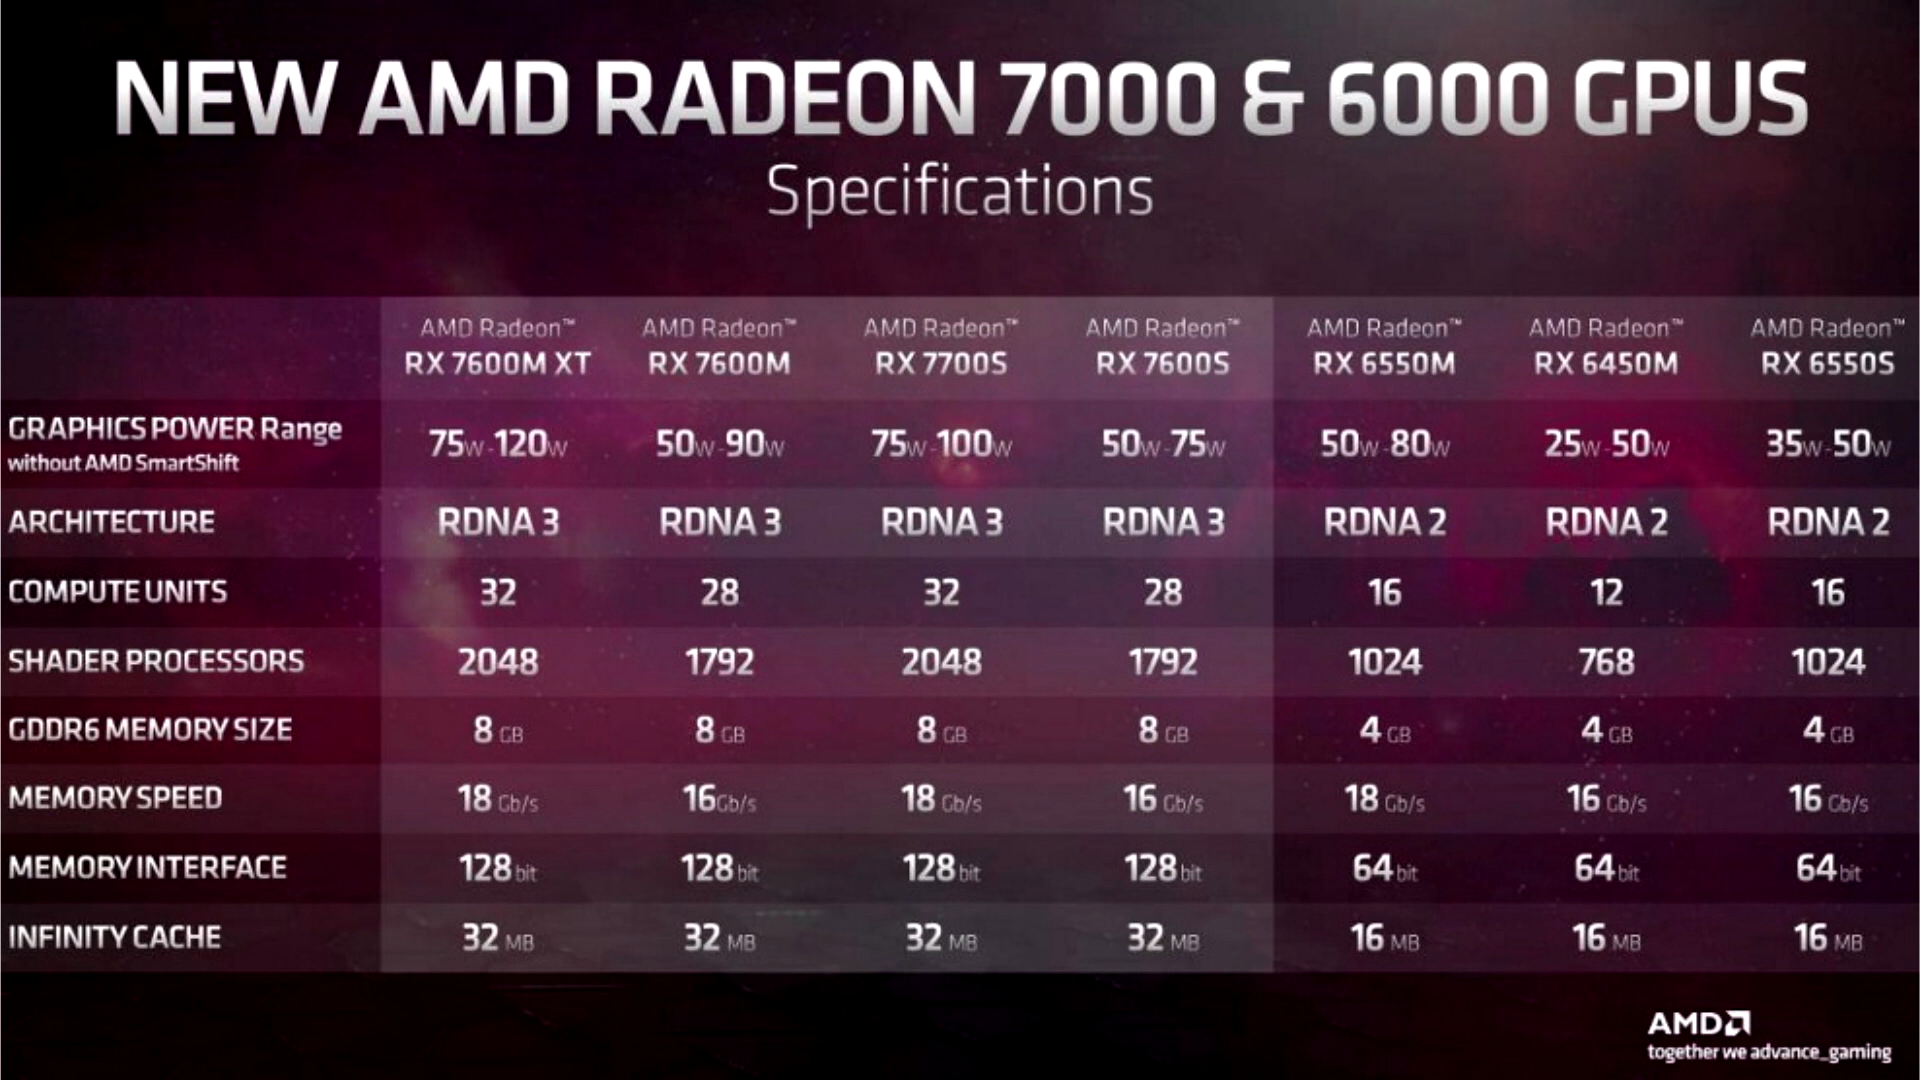 NEW AMD RADEON 7000 & 6000 GPUS
Specifications
AMD Radeon™ AMD Radeon™ AMD Radeon™ AMD Radeon™ AMD Radeon™ AMD Radeon™ AMD Radeon™
RX 7600M XT RX 7600M RX 7700S RX 7600S RX 6550M RX 6450M RX 6550S
GRAPHICS POWER Range 75W-120W 50W-90W 75W-100W 50W-75W 50W-80W 25W-50W 35W-50W
without AMD SmartShift
ARCHITECTURE RDNA 3 RDNA 3 RDNA 3 RDNA 3 RDNA 2 RDNA 2 RDNA 2
COMPUTE UNITS 32 28 32 28 16 12 16
SHADER PROCESSORS 2048 1792 2048 1792 1024 768 1024
GDDR6 MEMORY SIZE 8 GB 8 GB 8 GB 8 GB 4 GB 4 GB 4 GB
MEMORY SPEED 18 Gb/s 16Gb/s 18 Gb/s 16 Gb/s 18 Gb/s 16 Gb/s 16 Gb/s
MEMORY INTERFACE 128 bit 128 bit 128 bit 128 bit 64 bit 64 bit 64 bit
INFINITY CACHE 32 MB 32 MB 32 MB 32 MB 16 MB 16 MB 16 MB
AMD
together we advance_gaming